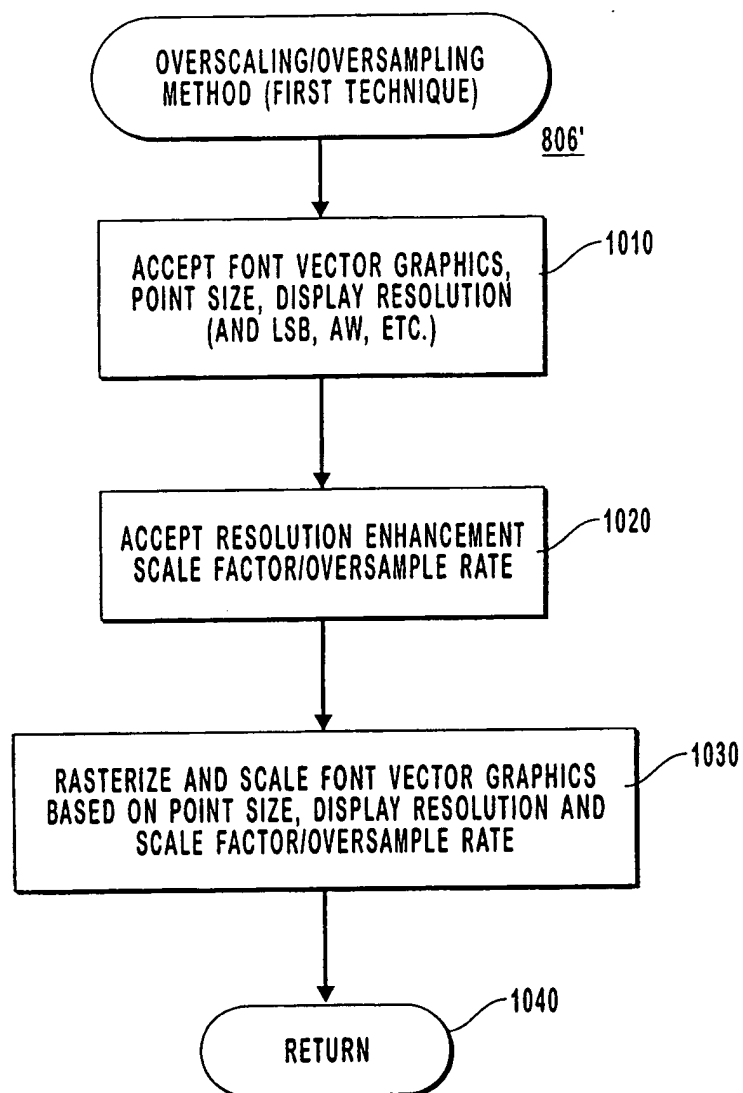 OVERSCALING/OVERSAMPLING
METHOD (FIRST TECHNIQUE)
806'
1010
ACCEPT FONT VECTOR GRAPHICS,
POINT SIZE, DISPLAY RESOLUTION
(AND LSB, AW, ETC.)
1020
ACCEPT RESOLUTION ENHANCEMENT
SCALE FACTOR/OVERSAMPLE RATE
1030
RASTERIZE AND SCALE FONT VECTOR GRAPHICS
BASED ON POINT SIZE, DISPLAY RESOLUTION AND
SCALE FACTOR/OVERSAMPLE RATE
1040
RETURN